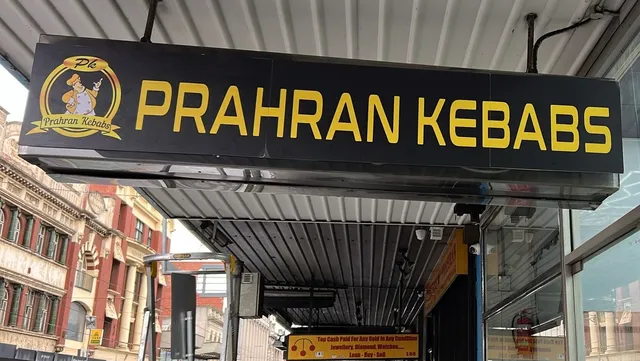 Pk
Prahran Kebabs
PRAHRAN KEBABS
Top Cash Paid For Any Gold In Any Condition
Jewellery, Diamond, Watches....
Loan - Buy - Sell